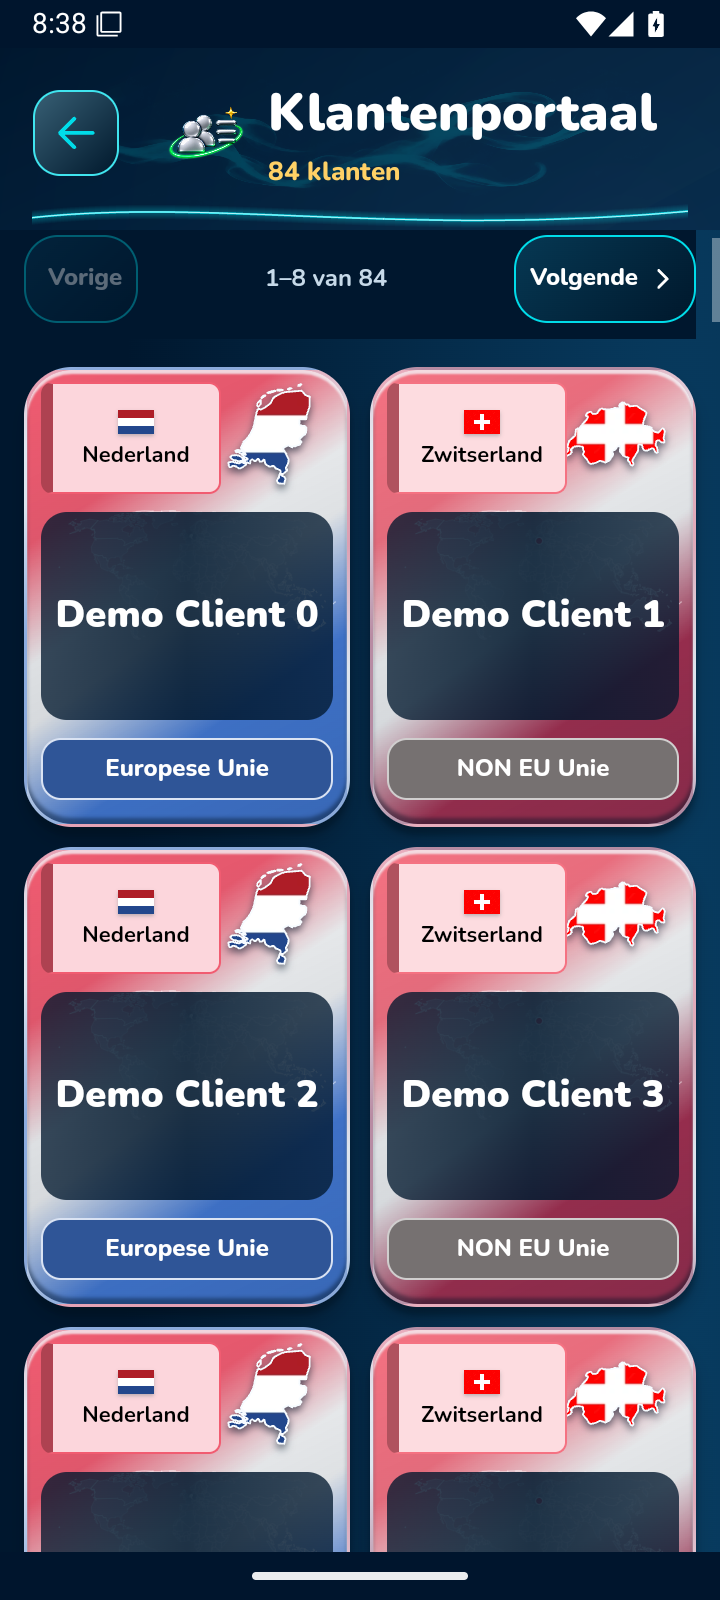 8:38
Klantenportaal
84 klanten
Vorige
1–8 van 84
Volgende
Nederland
Zwitserland
Demo Client 0
Demo Client 1
Europese Unie
NON EU Unie
Nederland
Zwitserland
Demo Client 2
Demo Client 3
Europese Unie
NON EU Unie
Nederland
Zwitserland